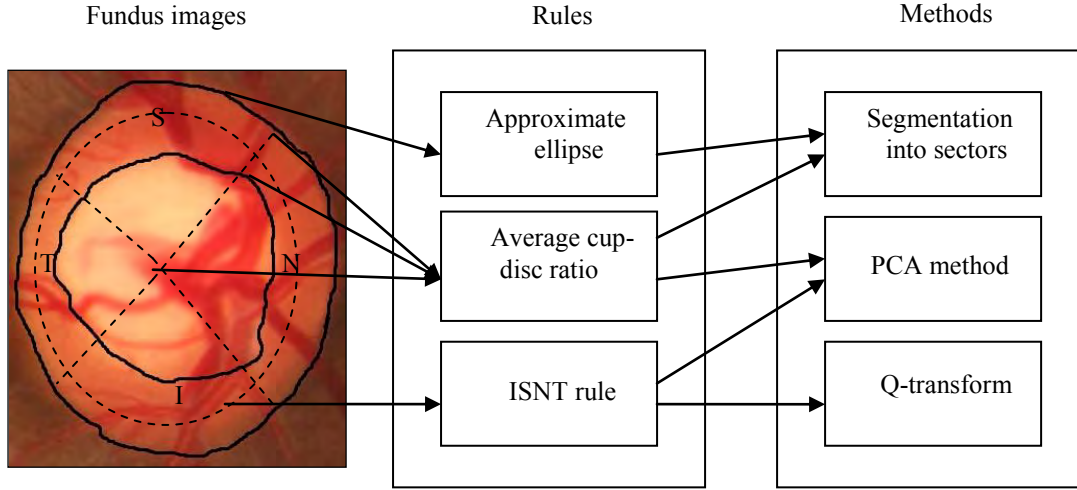 Fundus images
Rules
Methods
S
T
N
I
Approximate
ellipse
Average cup-
disc ratio
ISNT rule
Segmentation
into sectors
PCA method
Q-transform